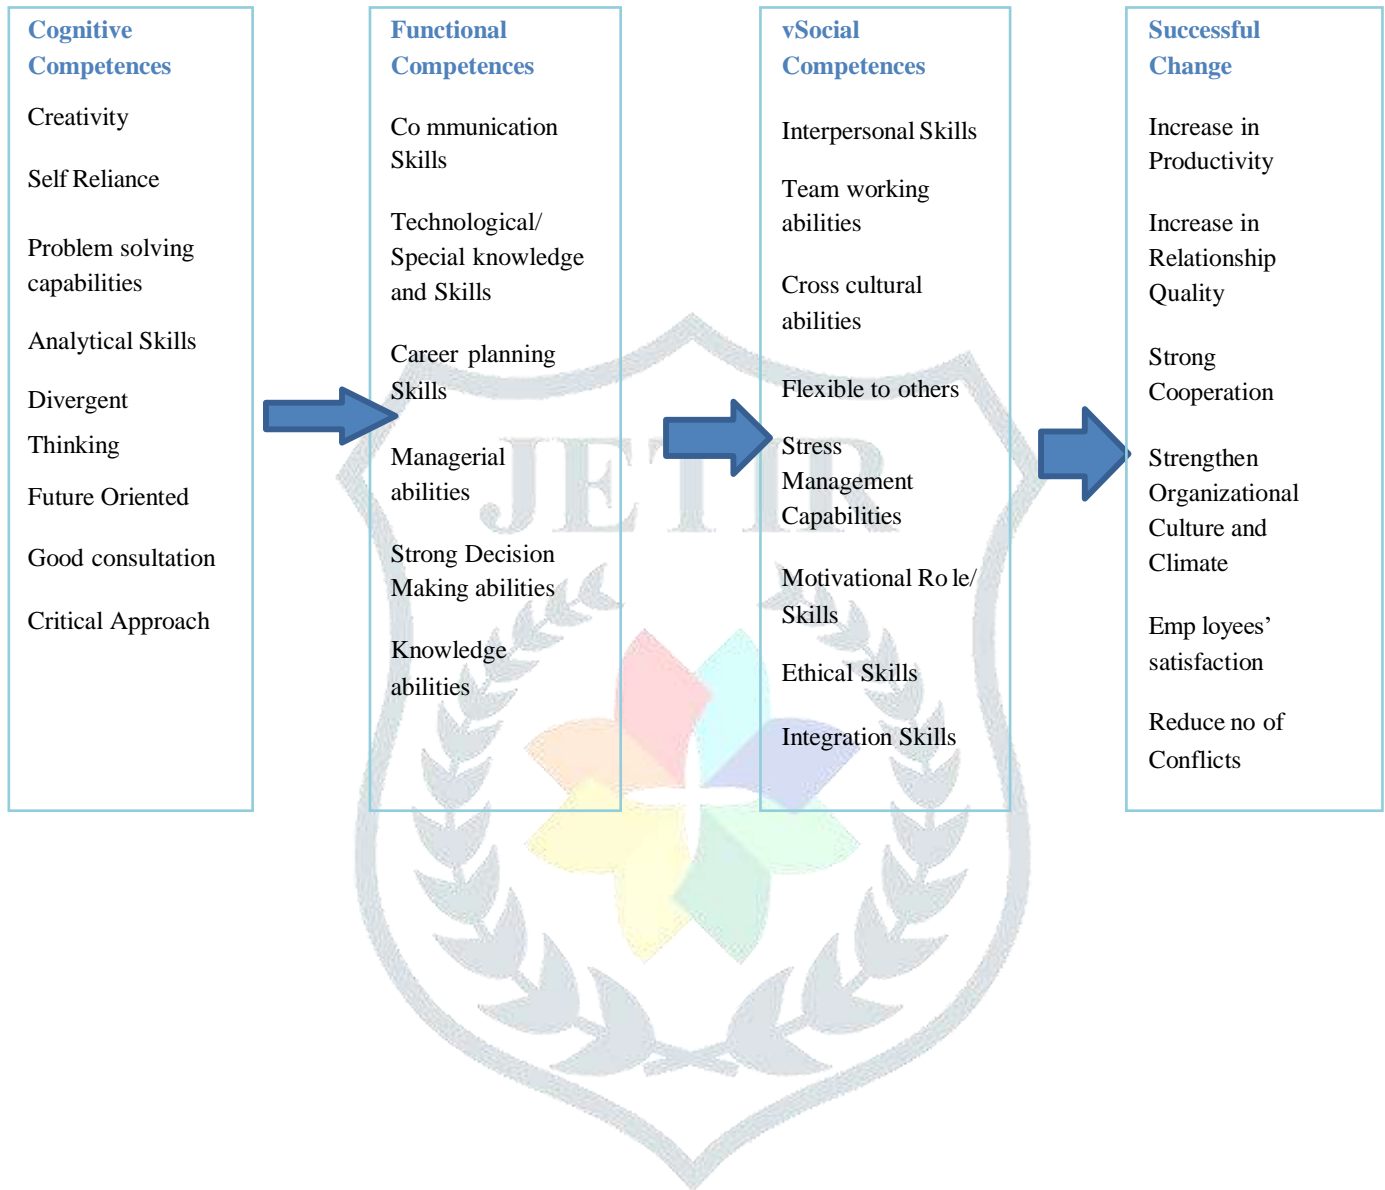 Cognitive
Competences
Creativity
Self Reliance
Problem solving
capabilities
Analytical Skills
Divergent
Thinking
Future Oriented
Good consultation
Critical Approach
Functional
Competences
Co mmunication
Skills
Technological/
Special knowledge
and Skills
Career planning
Skills
Managerial
abilities
Strong Decision
Making abilities
Knowledge
abilities
vSocial
Competences
Interpersonal Skills
Team working
abilities
Cross cultural
abilities
Flexible to others
Stress
Management
Capabilities
Motivational Ro le/
Skills
Ethical Skills
Integration Skills
Successful
Change
Increase in
Productivity
Increase in
Relationship
Quality
Strong
Cooperation
Strengthen
Organizational
Culture and
Climate
Emp loyees’
satisfaction
Reduce no of
Conflicts
JETIR